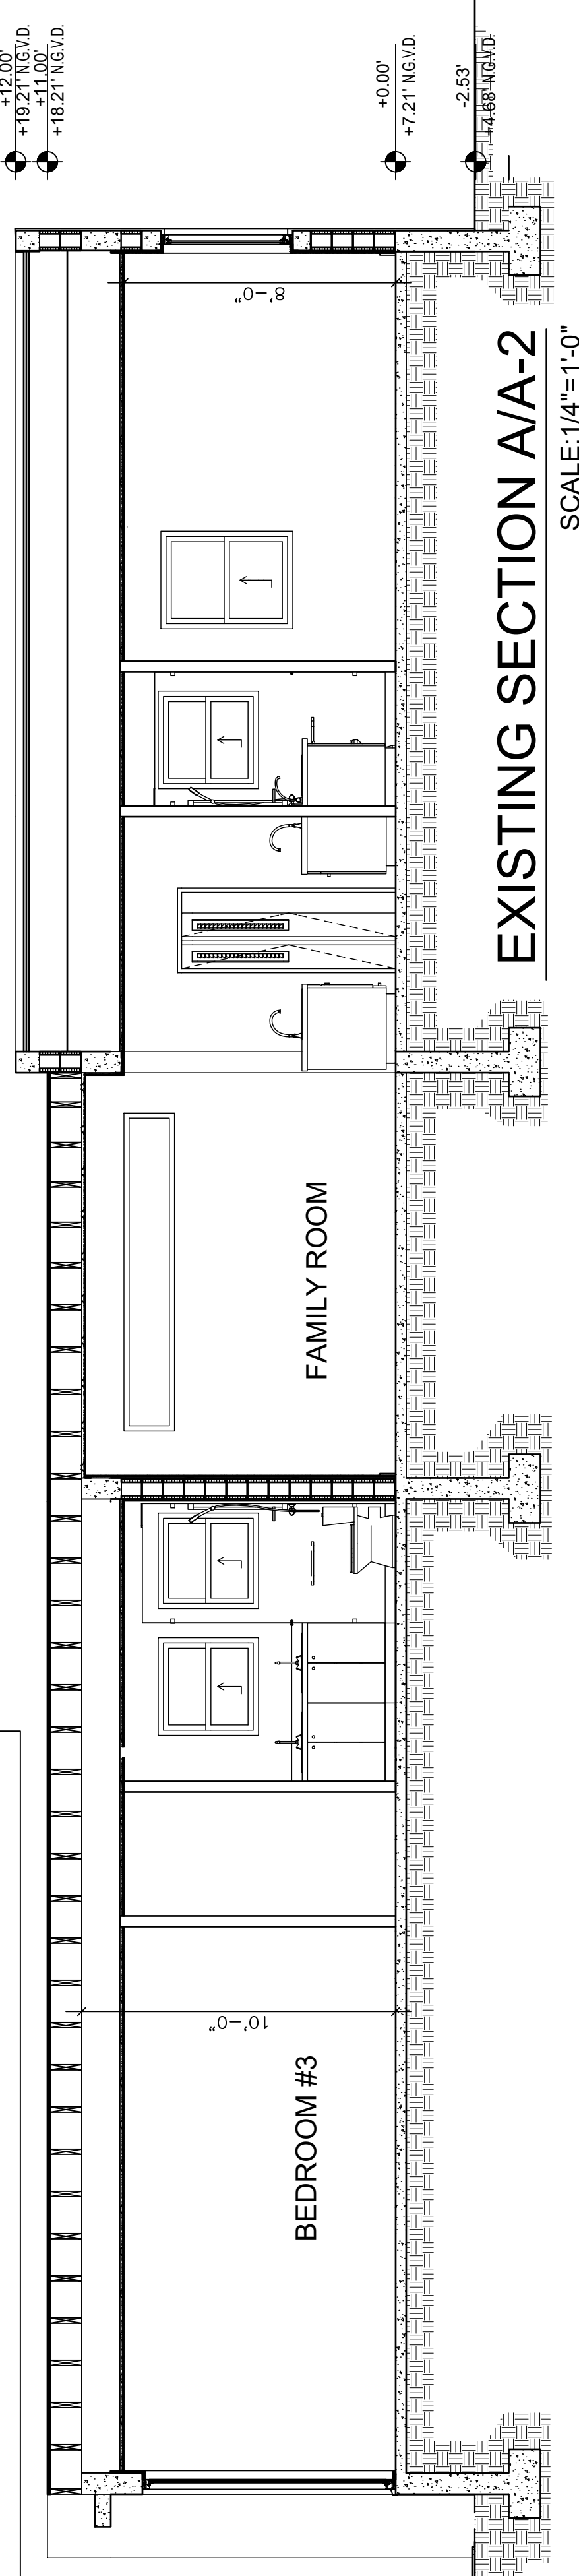 +12.00'
+19.21' N.G.V.D.
+11.00'
+18.21' N.G.V.D.
+0.00'
+7.21' N.G.V.D.
-2.53'
+4.68' N.G.V.D.
8'-0"
10'-0"
BEDROOM #3
FAMILY ROOM
EXISTING SECTION A/A-2
SCALE:1/4"=1'-0"